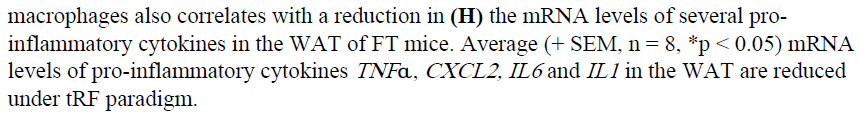 macrophages also correlates with a reduction in (H) the mRNA levels of several pro-
inflammatory cytokines in the WAT of FT mice. Average (+ SEM, n = 8, *p < 0.05) mRNA
levels of pro-inflammatory cytokines TNFα, CXCL2, IL6 and IL1 in the WAT are reduced
under tRF paradigm.